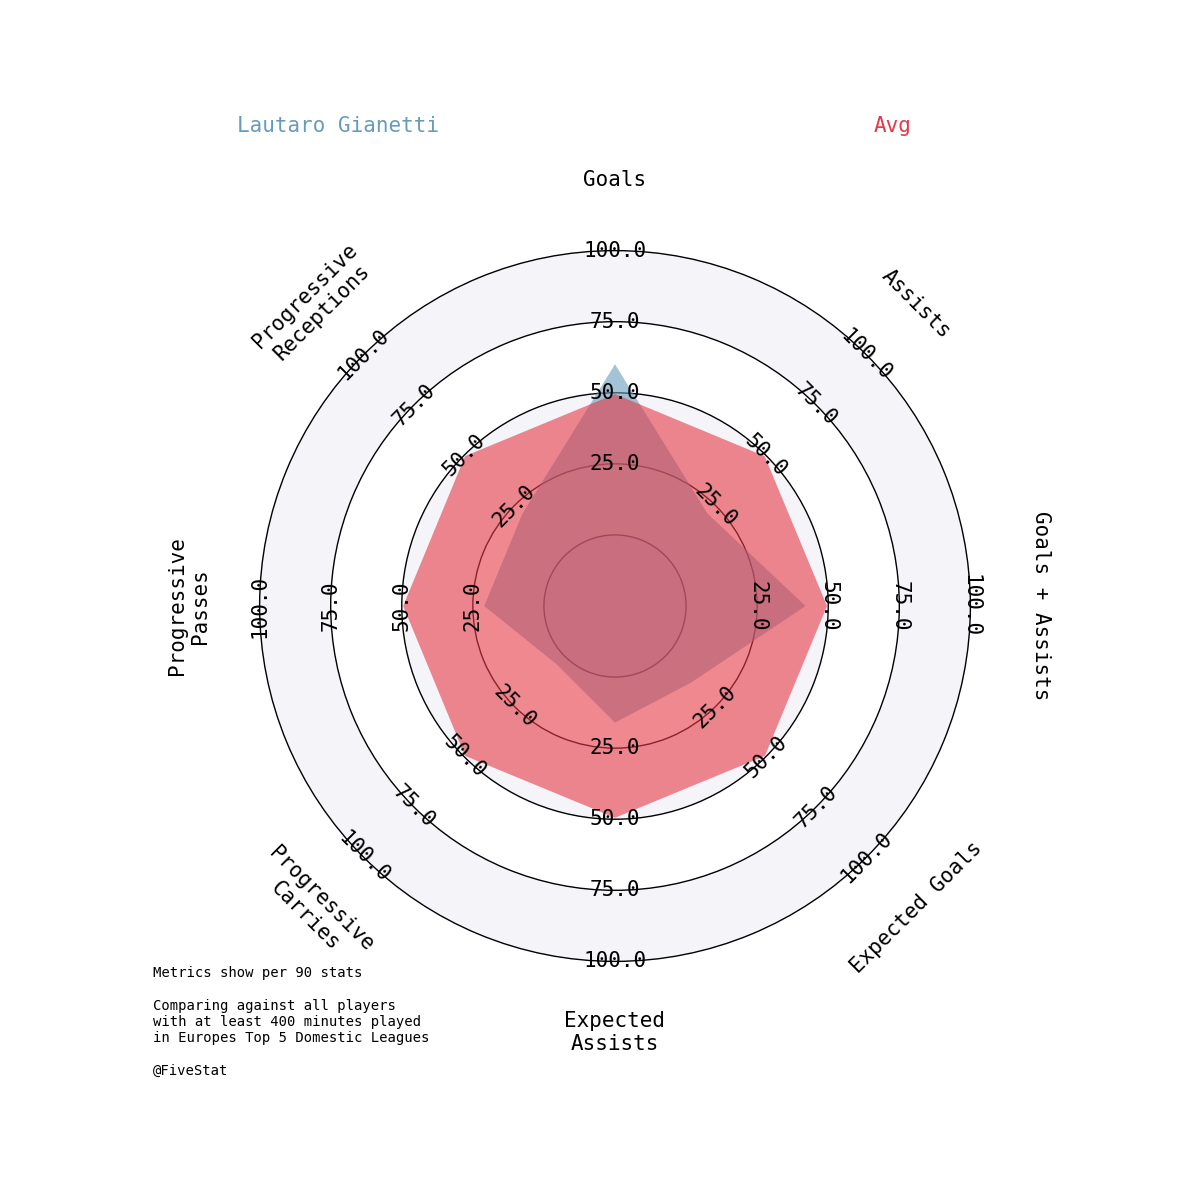 Lautaro Gianetti
Avg
Goals
Assists
Goals + Assists
Expected Goals
Expected
Assists
Progressive
Carries
Progressive
Passes
Progressive
Receptions
25.0
50.0
75.0
100.0
25.0
50.0
75.0
100.0
25.0
50.0
75.0
100.0
25.0
50.0
75.0
100.0
25.0
50.0
75.0
100.0
25.0
50.0
75.0
100.0
25.0
50.0
75.0
100.0
25.0
50.0
75.0
100.0
Metrics show per 90 stats
Comparing against all players
with at least 400 minutes played
in Europes Top 5 Domestic Leagues
@FiveStat